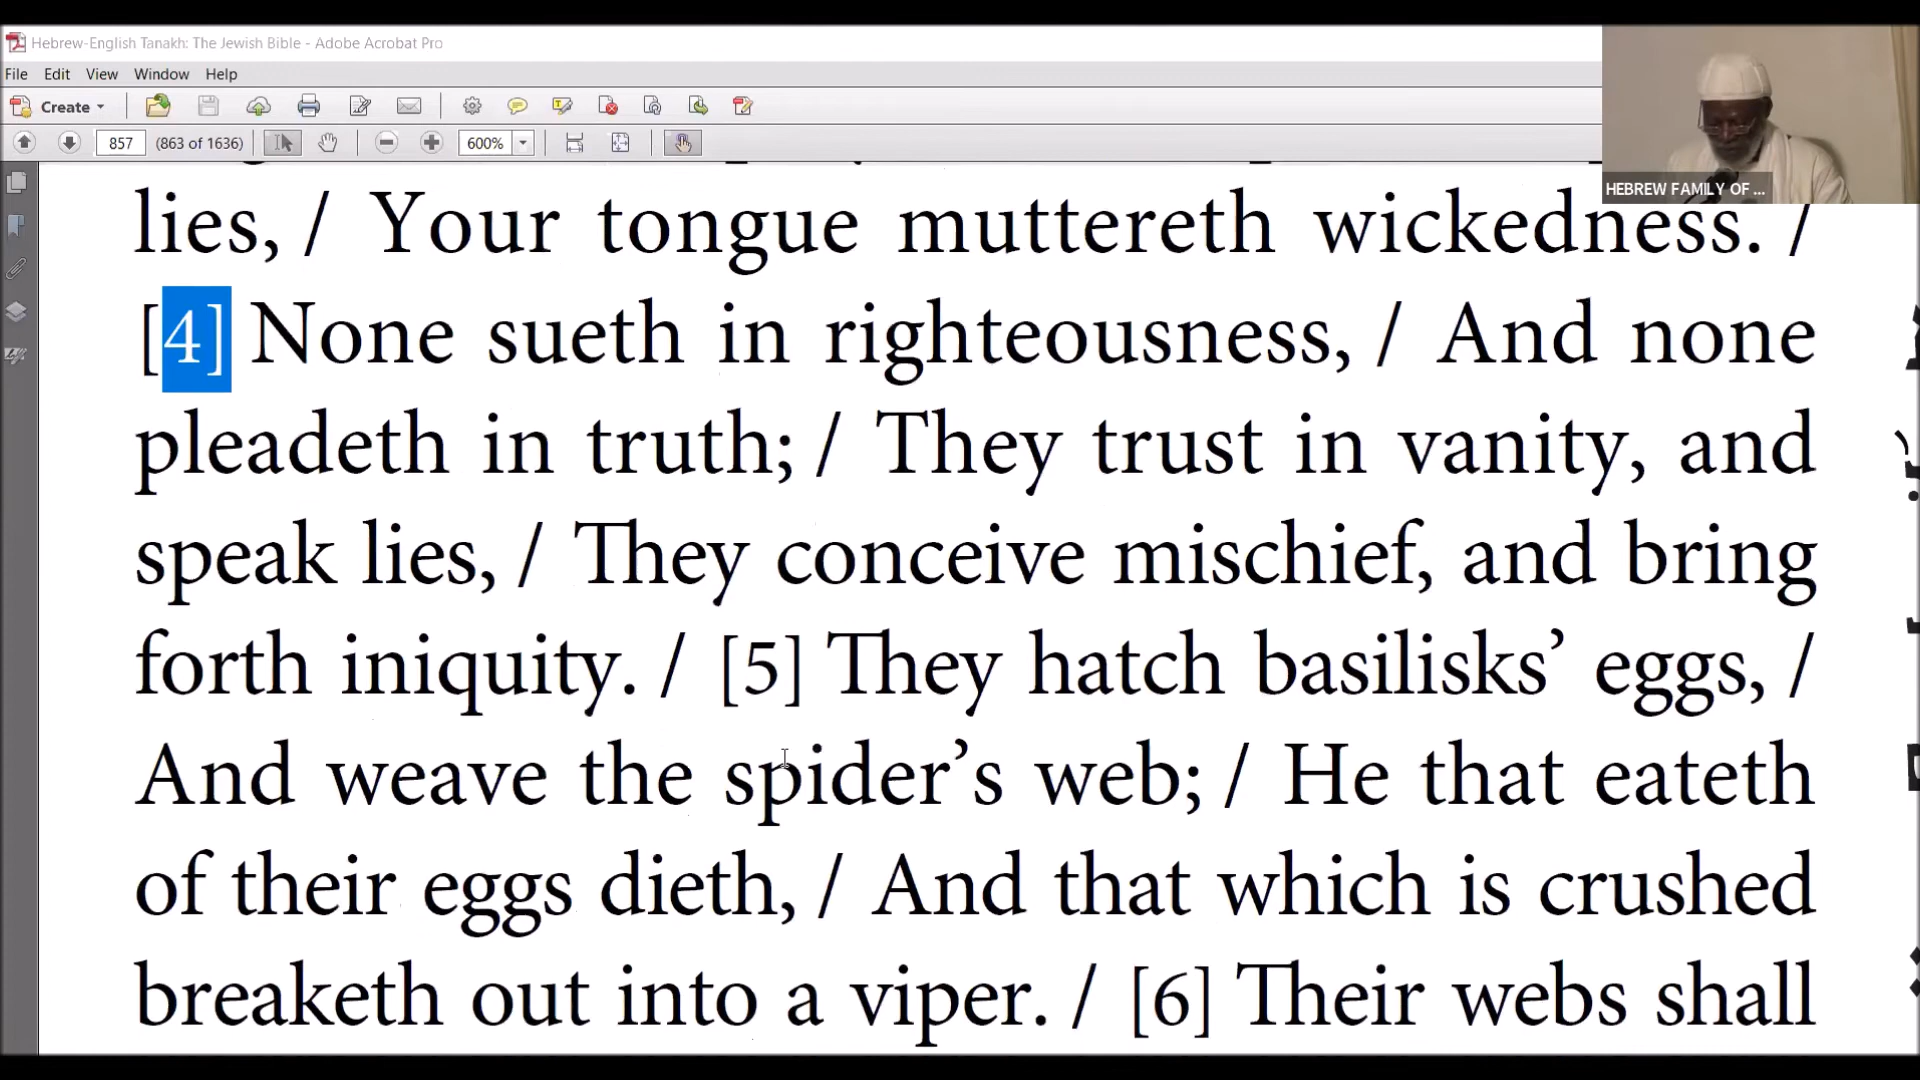 Hebrew-English Tanakh: The Jewish Bible - Adobe Acrobat Pro
File Edit View Window Help
Create
857 (863 of 1636) 600%
HEBREW FAMILY OF ...
lies, / Your tongue muttereth wickedness. /
[4] None sueth in righteousness, / And none
pleadeth in truth; / They trust in vanity, and
speak lies, / They conceive mischief, and bring
forth iniquity. / [5] They hatch basilisks’ eggs, /
And weave the spider’s web; / He that eateth
of their eggs dieth, / And that which is crushed
breaketh out into a viper. / [6] Their webs shall